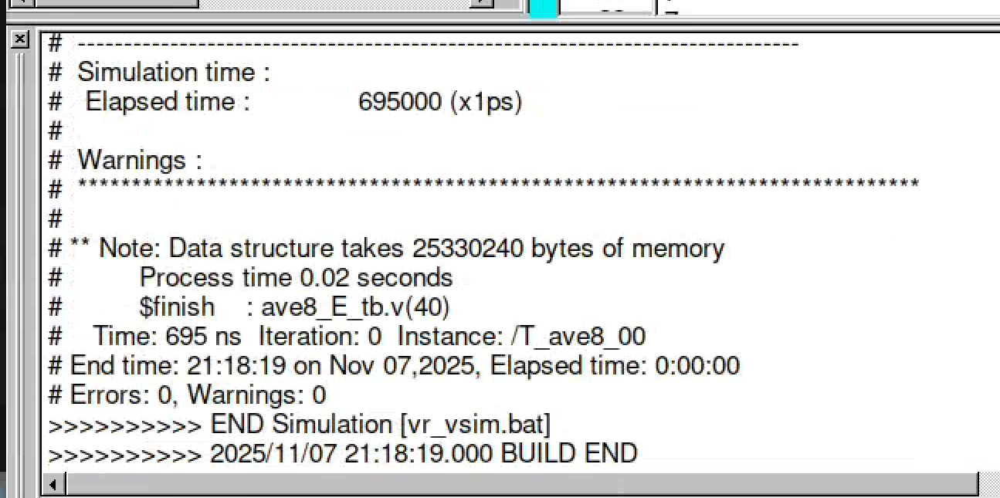 # --------------------------------------------------------------------------------
# Simulation time :
# Elapsed time : 695000 (x1ps)
#
# Warnings :
# ******************************************************************************
#
# ** Note: Data structure takes 25330240 bytes of memory
# Process time 0.02 seconds
# $finish : ave8_E_tb.v(40)
# Time: 695 ns Iteration: 0 Instance: /T_ave8_00
# End time: 21:18:19 on Nov 07,2025, Elapsed time: 0:00:00
# Errors: 0, Warnings: 0
>>>>>>>>>> END Simulation [vr_vsim.bat]
>>>>>>>>>> 2025/11/07 21:18:19.000 BUILD END